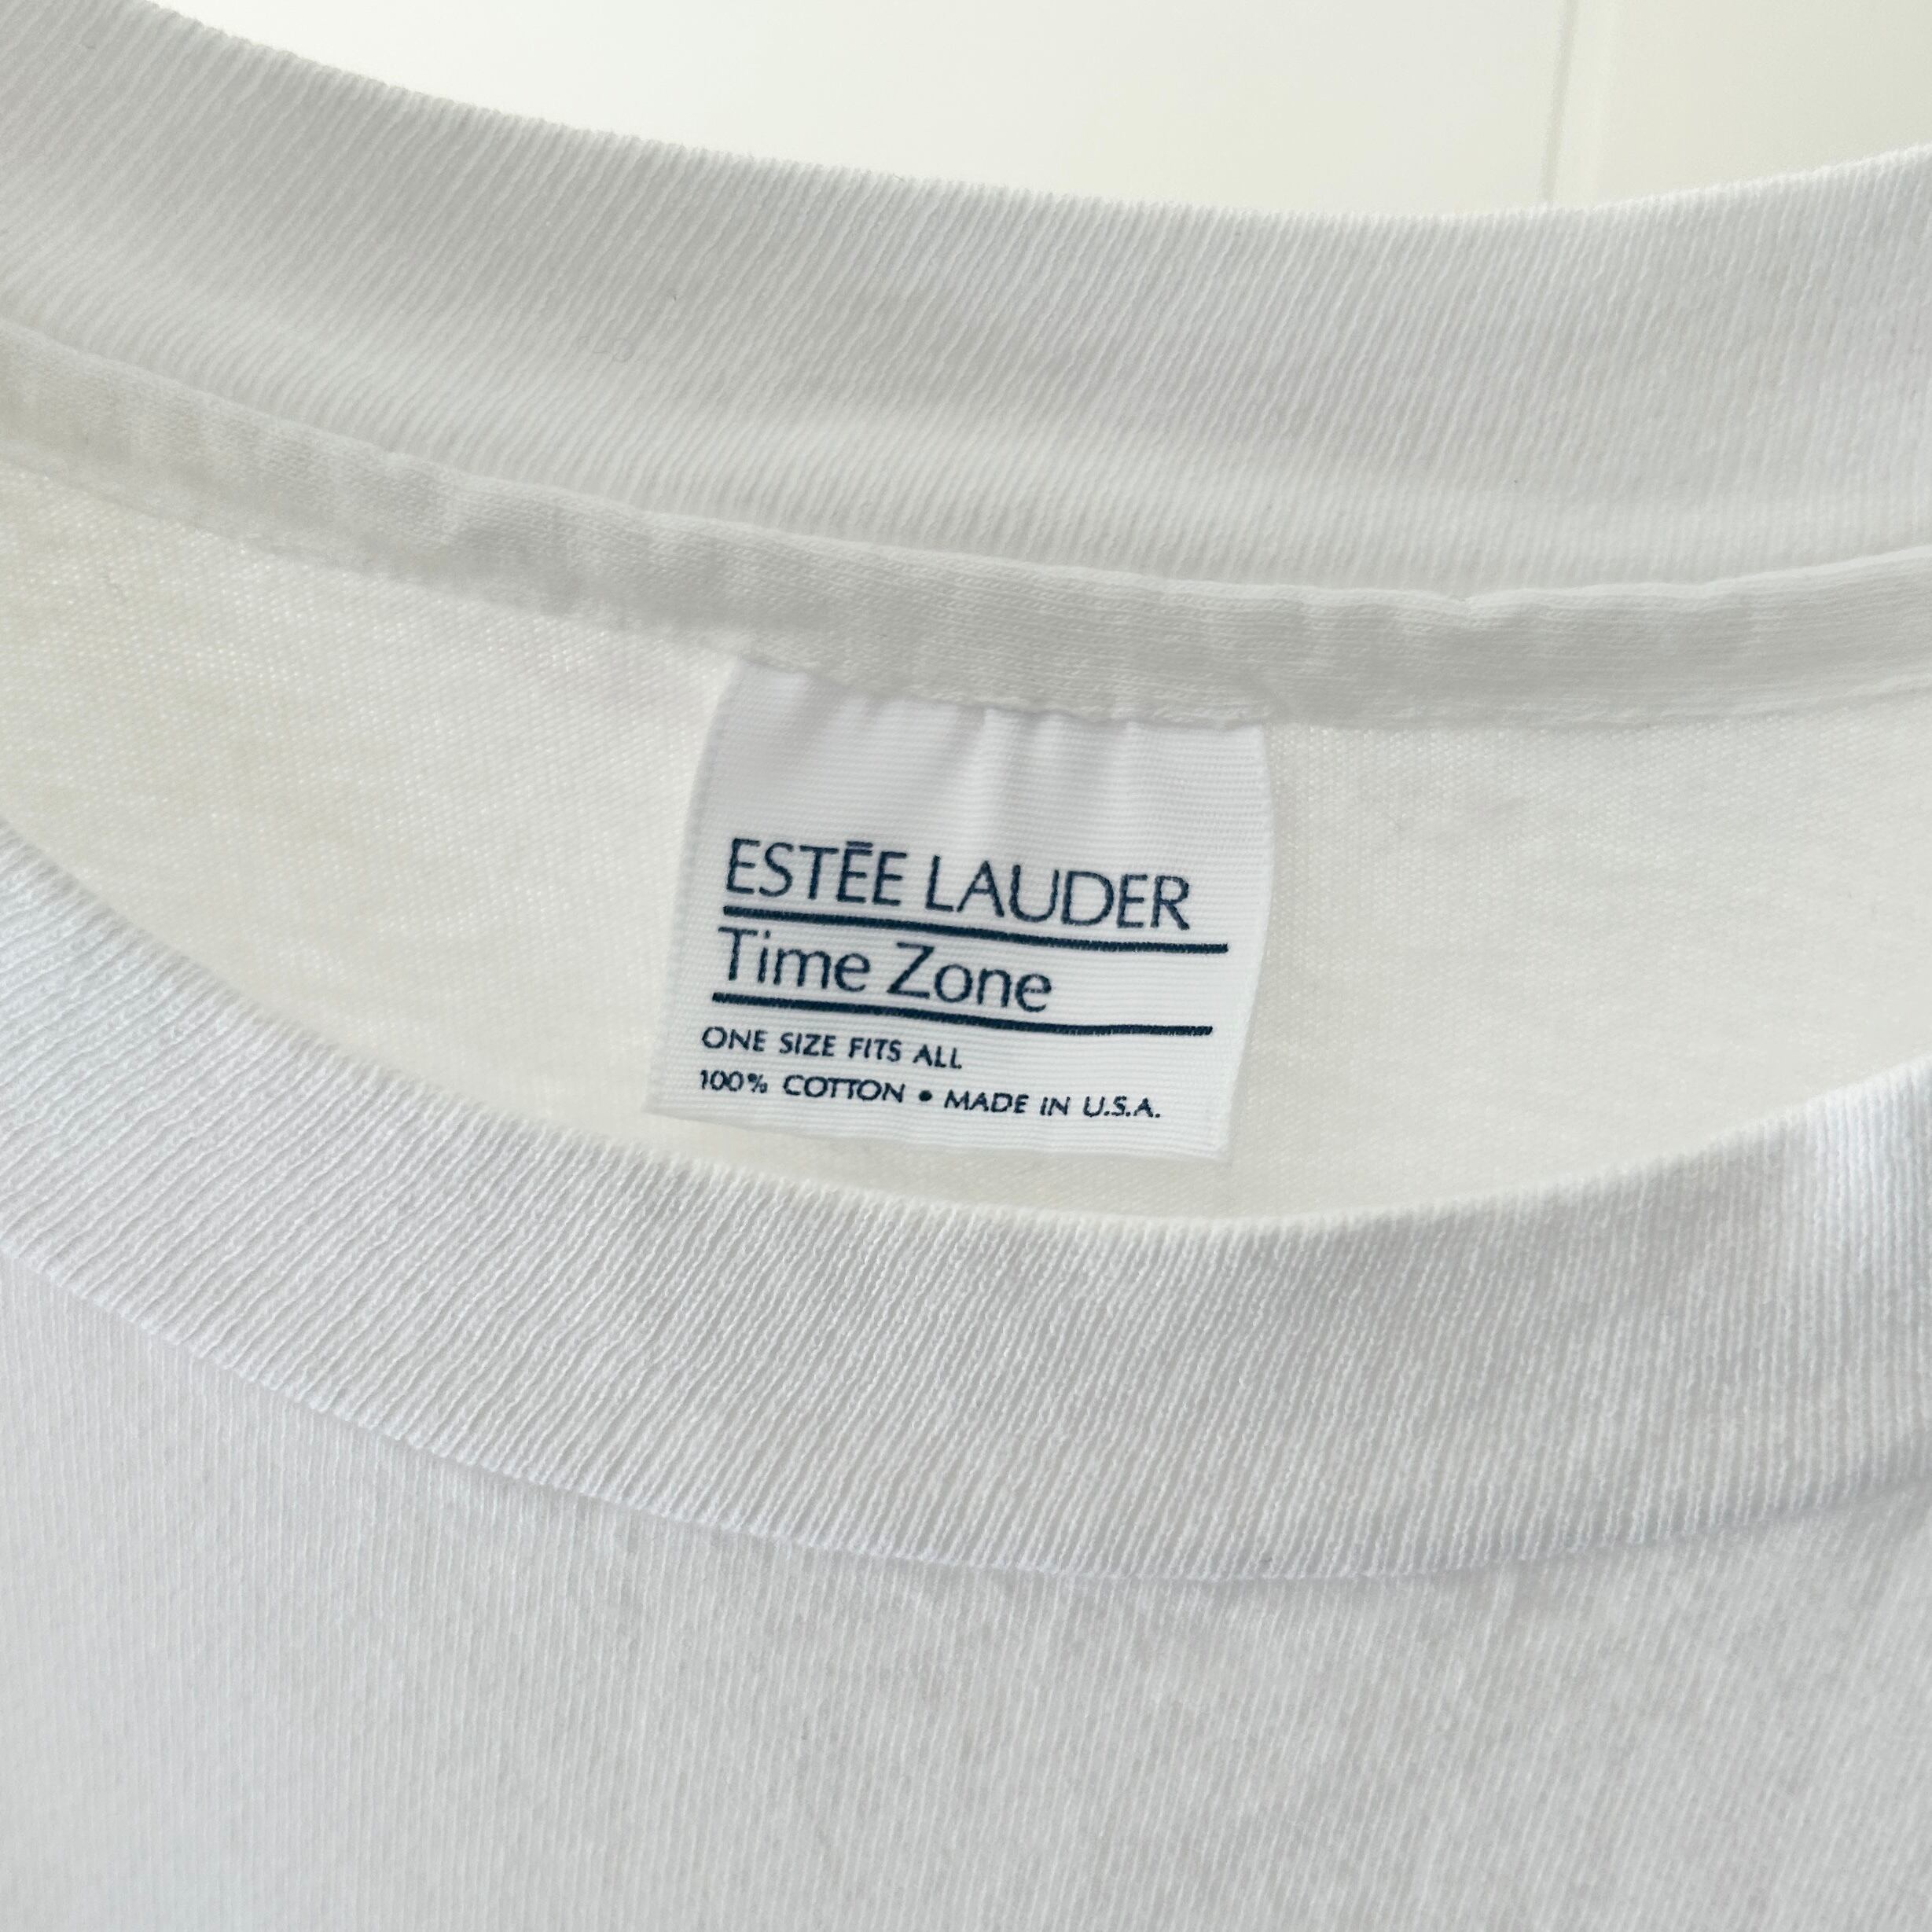 ESTĒE LAUDER
Time Zone
ONE SIZE FITS ALL
100% COTTON • MADE IN U.S.A.